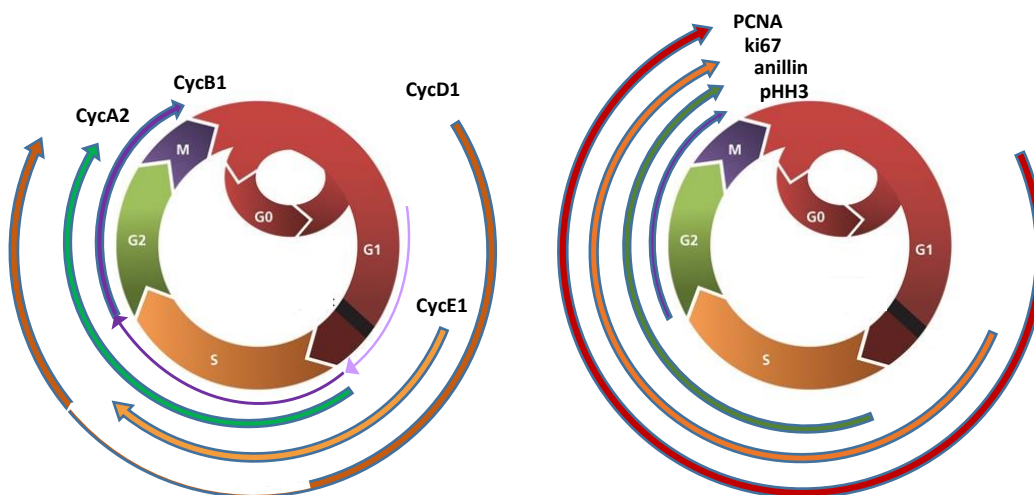 CycB1
CycD1
CycA2
M
G2
G0
G1
:
CycE1
S
PCNA
ki67
anillin
pHH3
M
G2
G0
G1
S